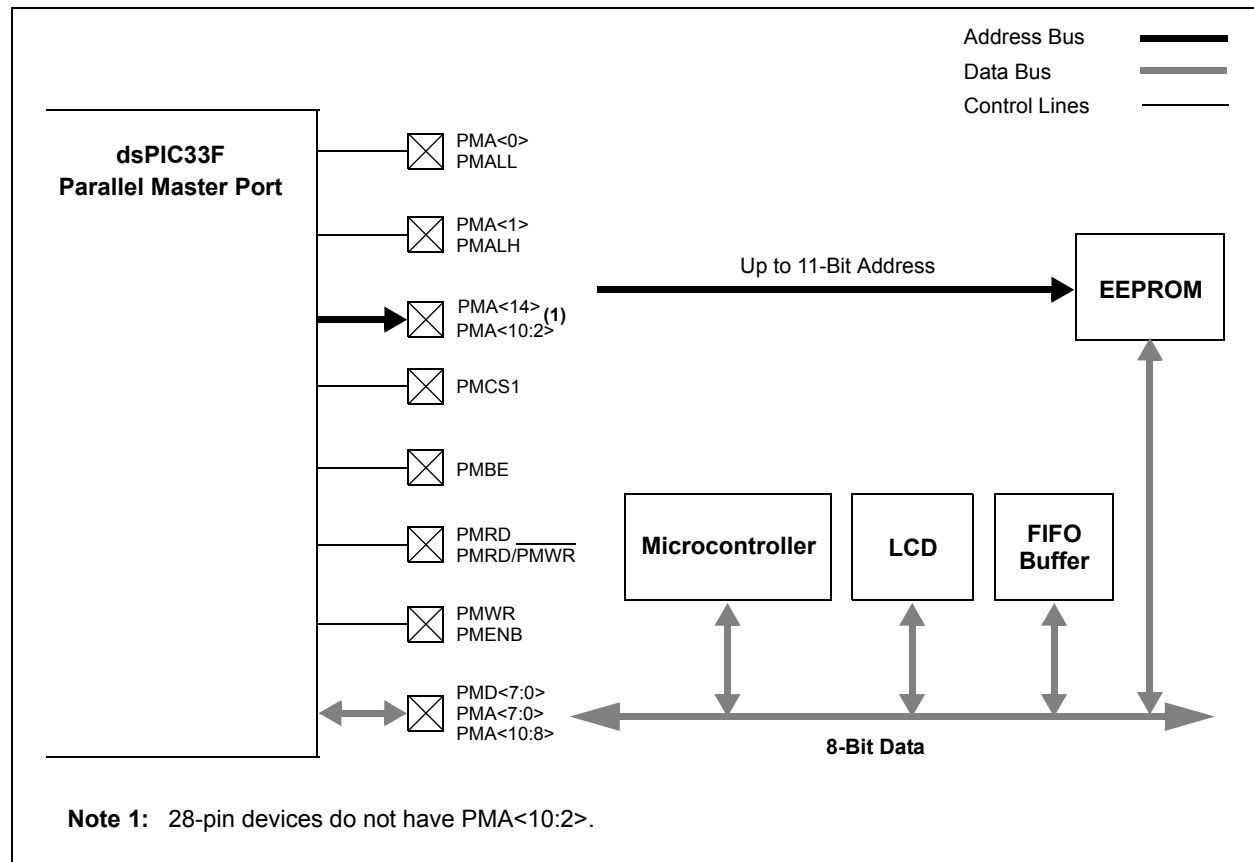 Address Bus
Data Bus
Control Lines
dsPIC33F
Parallel Master Port
PMA<0>
PMALL
PMA<1>
PMALH
PMA<14>(1)
PMA<10:2>
PMCS1
PMBE
PMRD
PMRD/PMWR
PMWR
PMENB
PMD<7:0>
PMA<7:0>
PMA<10:8>
Up to 11-Bit Address
EEPROM
Microcontroller
LCD
FIFO
Buffer
8-Bit Data
Note 1: 28-pin devices do not have PMA<10:2>.